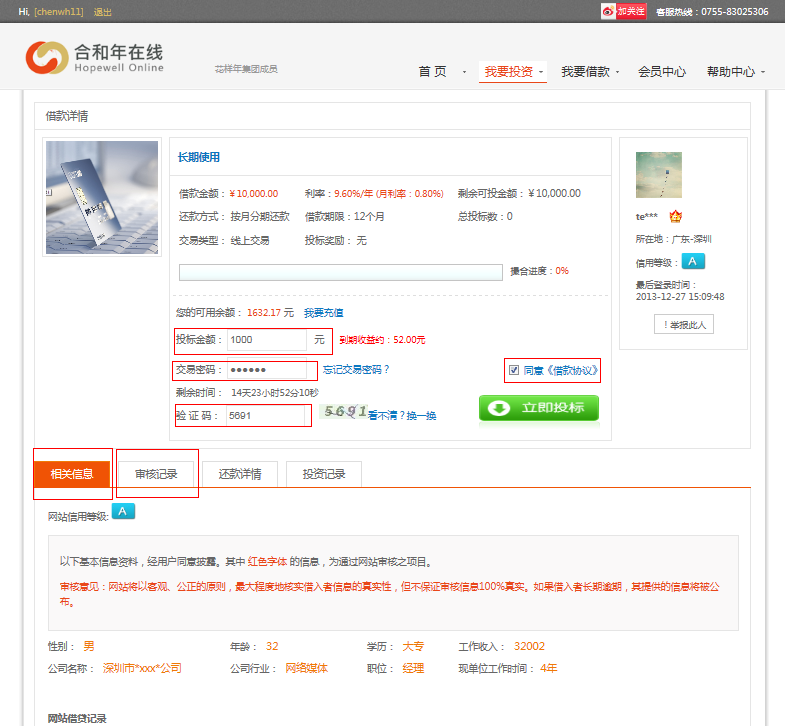 Hi, [chenwh11] 退出
加关注 客服热线：0755-83025306
合和年在线
Hopewell Online
花样年集团成员
首 页 我要投资 我要借款 会员中心 帮助中心
借款详情
长期使用
借款金额：￥10,000.00 利率：9.60%/年 (月利率：0.80%) 剩余可投金额：￥10,000.00
还款方式： 按月分期还款 借款期限：12个月 总投标数：0
交易类型： 线上交易 投标奖励： 无
撮合进度：0%
te***
所在地：广东-深圳
信用等级： A
最后登录时间：
2013-12-27 15:09:48
！举报此人
您的可用余额： 1632.17 元 我要充值
投标金额： 1000 元 到期收益约：52.00元
交易密码： ●●●●●● 忘记交易密码？ 同意《借款协议》
剩余时间： 14天23小时52分10秒
验 证 码： 5691 5691 看不清？换一换
立即投标
相关信息 审核记录 还款详情 投资记录
网站信用等级: A
以下基本信息资料，经用户同意披露。其中 红色字体 的信息，为通过网站审核之项目。
审核意见：网站将以客观、公正的原则，最大程度地核实借入者信息的真实性，但不保证审核信息100%真实。如果借入者长期逾期，其提供的信息将被公
布。
性别： 男 年龄： 32 学历： 大专 工作收入： 32002
公司名称： 深圳市*xxx*公司 公司行业： 网络媒体 职位： 经理 现单位工作时间： 4年
网站借贷记录